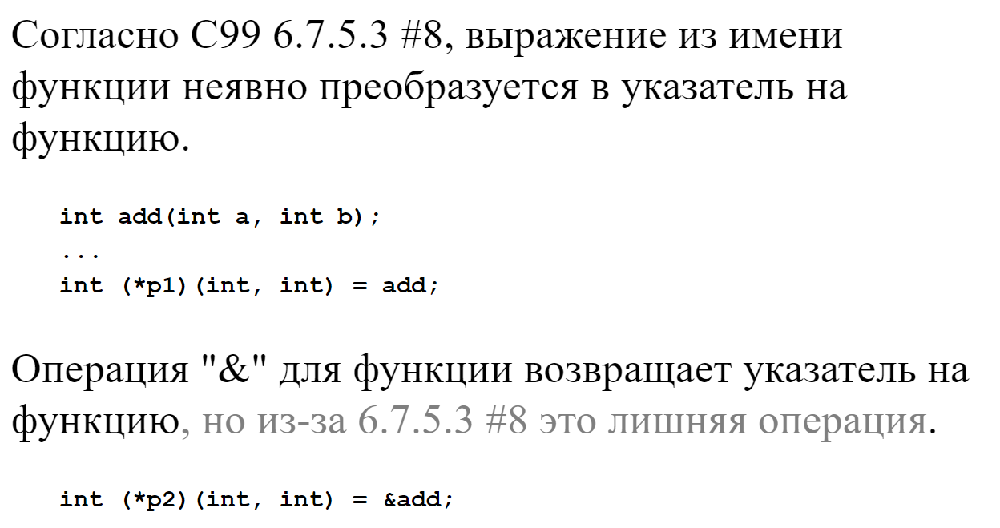 Согласно C99 6.7.5.3 #8, выражение из имени
функции неявно преобразуется в указатель на
функцию.
int add(int a, int b);
...
int (*p1)(int, int) = add;
Операция "&" для функции возвращает указатель на
функцию, но из-за 6.7.5.3 #8 это лишняя операция.
int (*p2)(int, int) = &add;